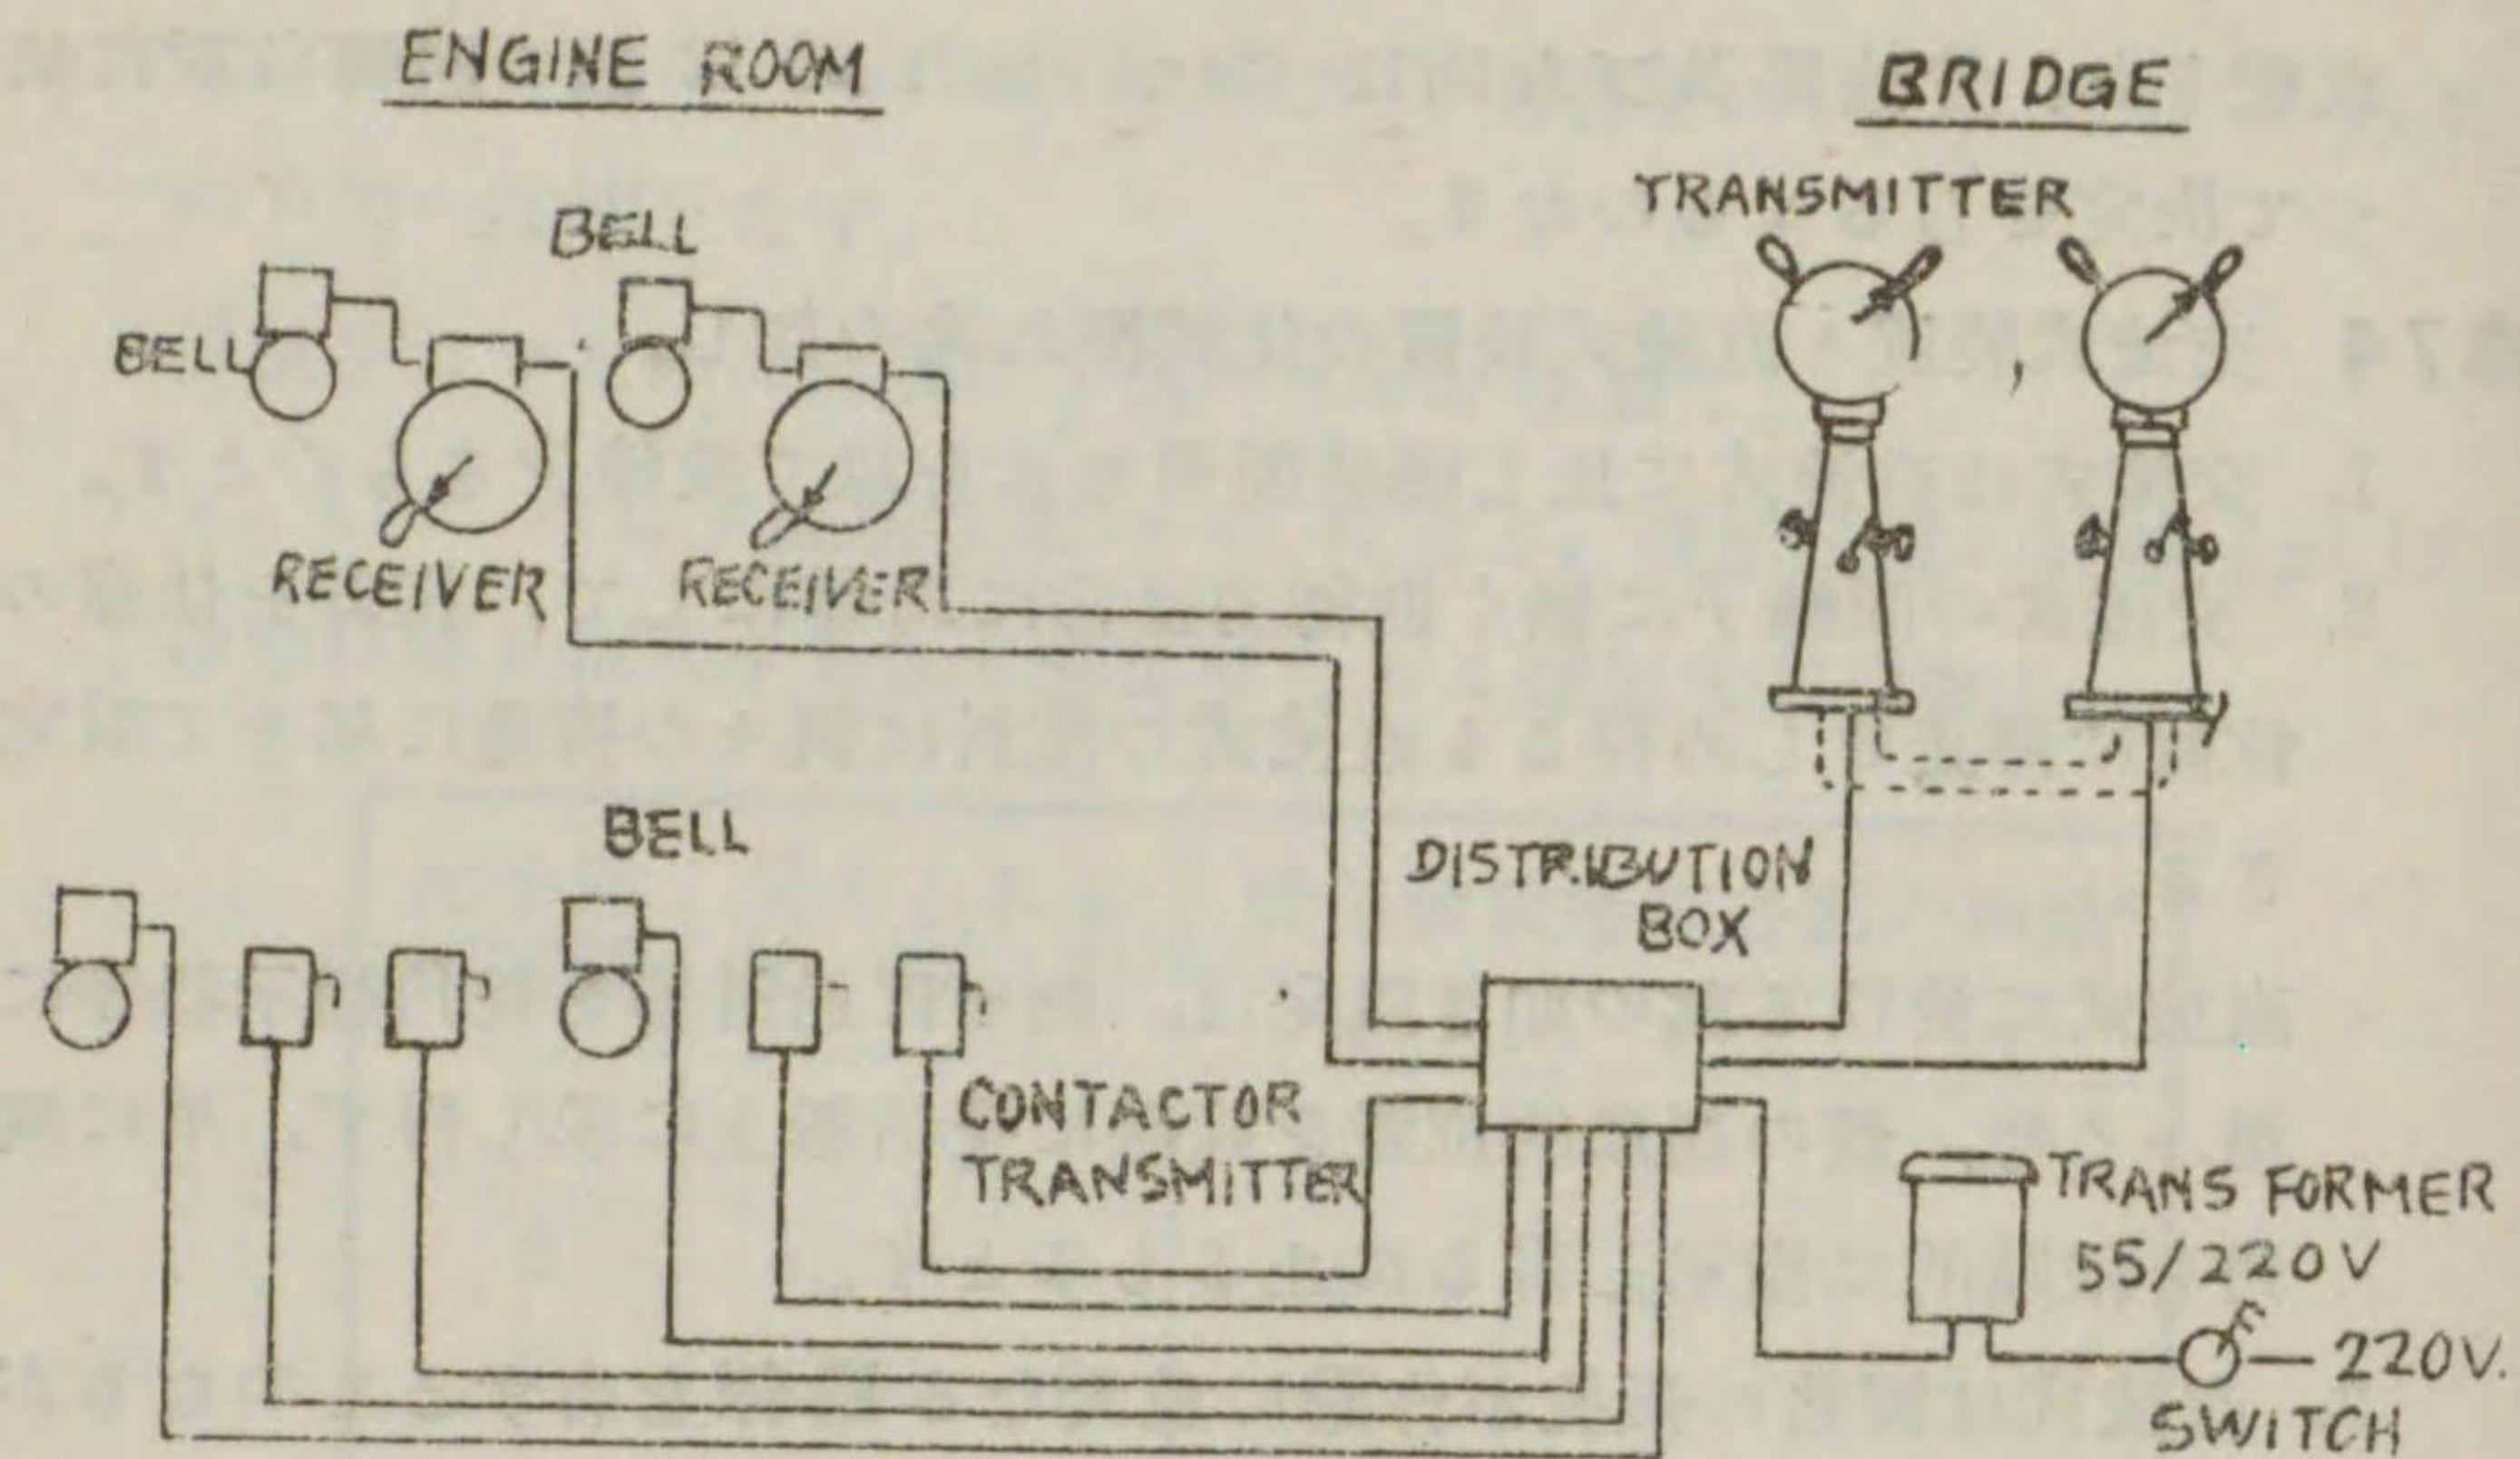 ENGINE ROOM
BRIDGE
TRANSMITTER
BELL
BELL
RECEIVER
RECEIVER
BELL
DISTRIBUTION
BOX
CONTACTOR
TRANSMITTER
TRANS FORMER
55/220V
220V.
SWITCH